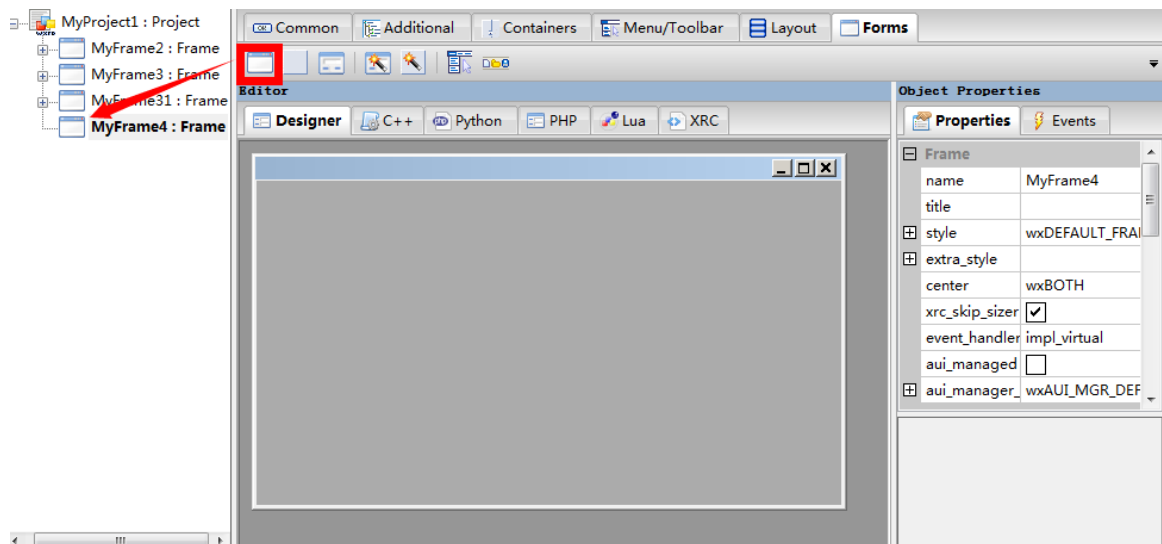 MyProject1 : Project
MyFrame2 : Frame
MyFrame3 : Frame
MyFrame31 : Frame
MyFrame4 : Frame
Common Additional Containers Menu/Toolbar Layout Forms
Editor
Designer C++ Python PHP Lua XRC
Object Properties
Properties Events
Frame
name MyFrame4
title
style wxDEFAULT_FRA
extra_style
center wxBOTH
xrc_skip_sizer
event_handler impl_virtual
aui_managed
aui_manager_ wxAUI_MGR_DEF